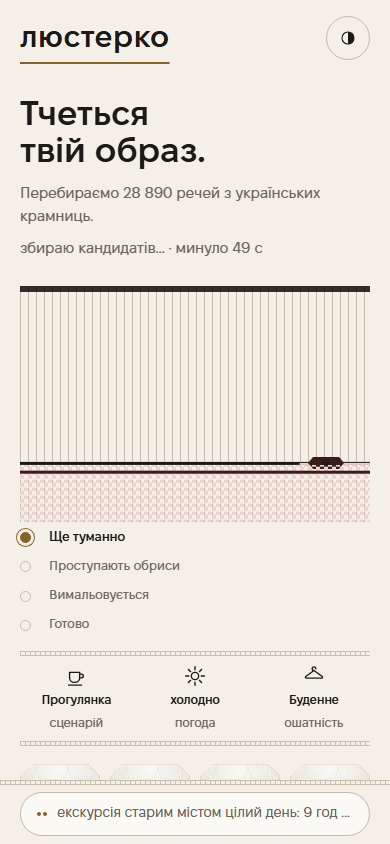 люстерко
Тчеться
твій образ.
Перебираємо 28 890 речей з українських
крамниць.
збираю кандидатів... · минуло 49 с
Ще туманно
Проступають обриси
Вимальовується
Готово
Прогулянка холодно Буденне
сценарій погода ошатність
екскурсія старим містом цілий день: 9 год ...